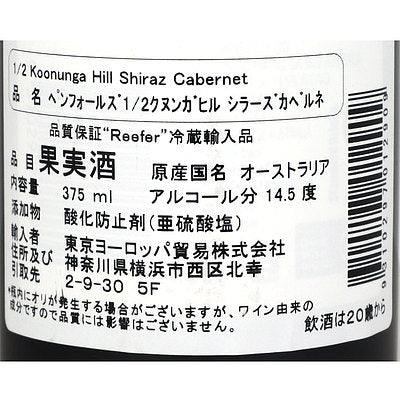 1/2 Koonunga Hill Shiraz Cabernet
品 名 ﾍﾟﾝﾌｫｰﾙｽﾞ1/2ｸﾇﾝｶﾞﾋﾙ ｼﾗｰｽﾞｶﾍﾞﾙﾈ
品質保証“Reefer”冷蔵輸入品
品目 果実酒 原産国名 オーストラリア
内容量 375 ml アルコール分 14.5 度
添加物 酸化防止剤(亜硫酸塩)
輸入者 東京ヨーロッパ貿易株式会社
住所及び 神奈川県横浜市西区北幸
引取先 2-9-30 5F
*瓶内にオリが発生する場合がございますが、ワイン由来の
成分ですので品質には影響はございません。
飲酒は20歳から
9310297012909